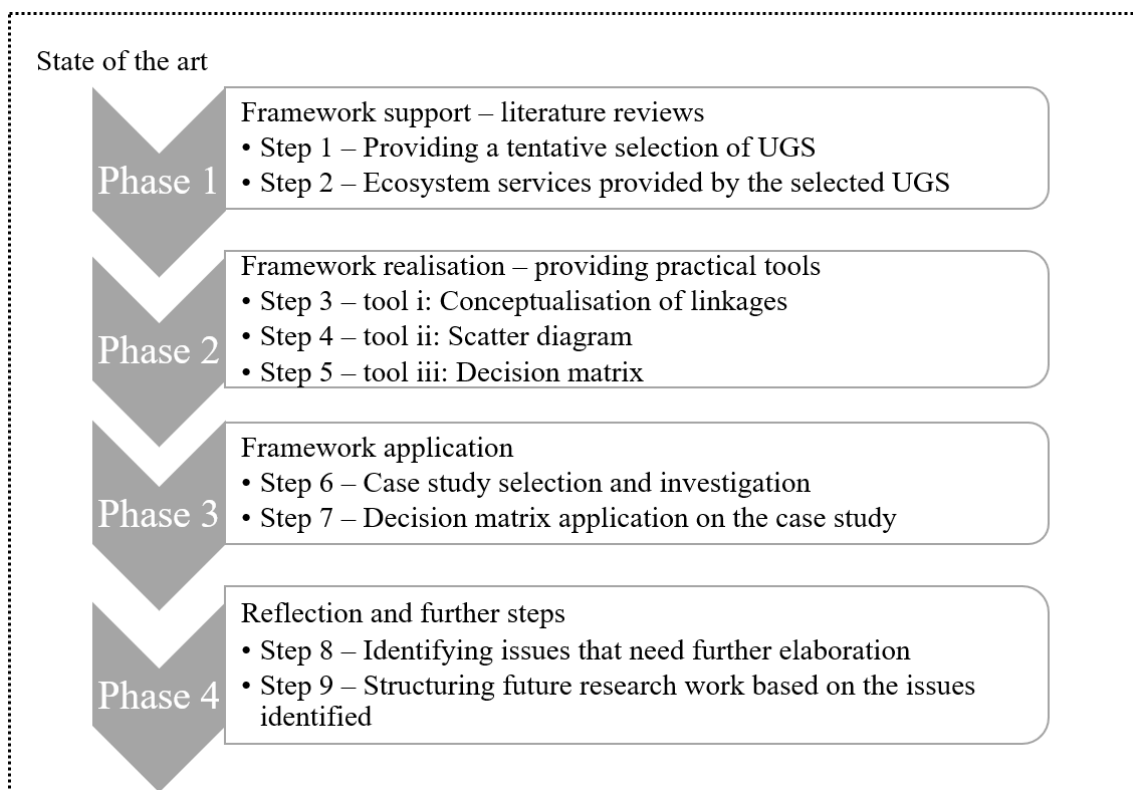 State of the art
Phase 1
Framework support – literature reviews
• Step 1 – Providing a tentative selection of UGS
• Step 2 – Ecosystem services provided by the selected UGS
Phase 2
Framework realisation – providing practical tools
• Step 3 – tool i: Conceptualisation of linkages
• Step 4 – tool ii: Scatter diagram
• Step 5 – tool iii: Decision matrix
Phase 3
Framework application
• Step 6 – Case study selection and investigation
• Step 7 – Decision matrix application on the case study
Phase 4
Reflection and further steps
• Step 8 – Identifying issues that need further elaboration
• Step 9 – Structuring future research work based on the issues
identified